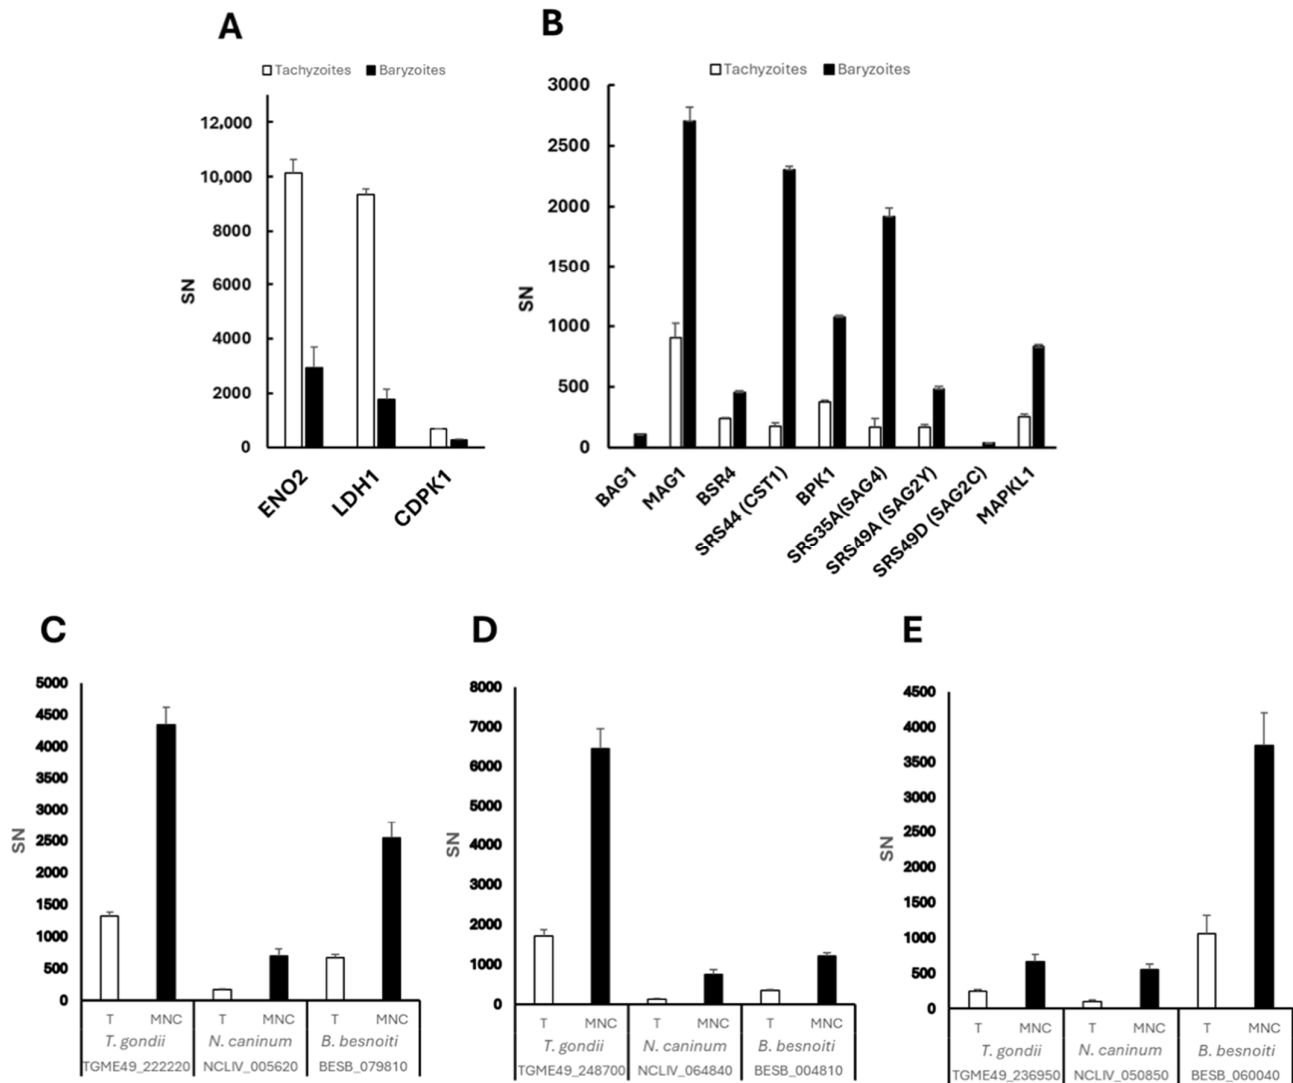 A
Tachyzoites Baryzoites
12,000
10,000
8000
6000
4000
2000
0
SN
ENO2
LDH1
CDPK1
B
Tachyzoites Baryzoites
3000
2500
2000
1500
1000
500
0
SN
BAG1
MAG1
BSR4
SRS44 (CST1)
BPK1
SRS35A(SAG4)
SRS49A (SAG2Y)
SRS49D (SAG2C)
MAPKL1
C
5000
4500
4000
3500
3000
2500
2000
1500
1000
500
0
SN
T MNC T MNC T MNC
T. gondii N. caninum B. besnoiti
TGME49_222220 NCLIV_005620 BESB_079810
D
8000
7000
6000
5000
4000
3000
2000
1000
0
SN
T MNC T MNC T MNC
T. gondii N. caninum B. besnoiti
TGME49_248700 NCLIV_064840 BESB_004810
E
4500
4000
3500
3000
2500
2000
1500
1000
500
0
SN
T MNC T MNC T MNC
T. gondii N. caninum B. besnoiti
TGME49_236950 NCLIV_050850 BESB_060040